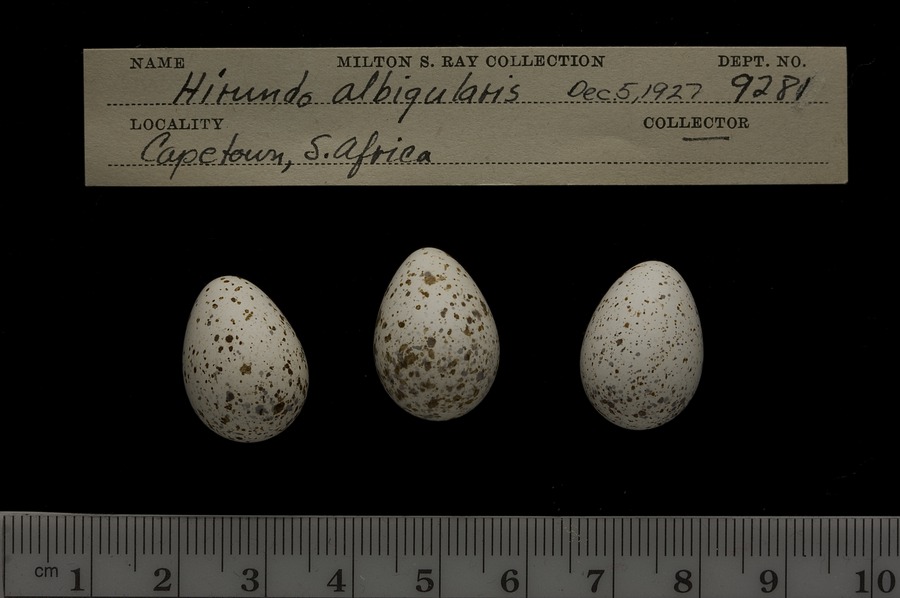 NAME MILTON S. RAY COLLECTION DEPT. NO.
Hirundo albigularis Dec. 5, 1927 9281
LOCALITY COLLECTOR
Capetown, S. Africa
cm 1 2 3 4 5 6 7 8 9 10